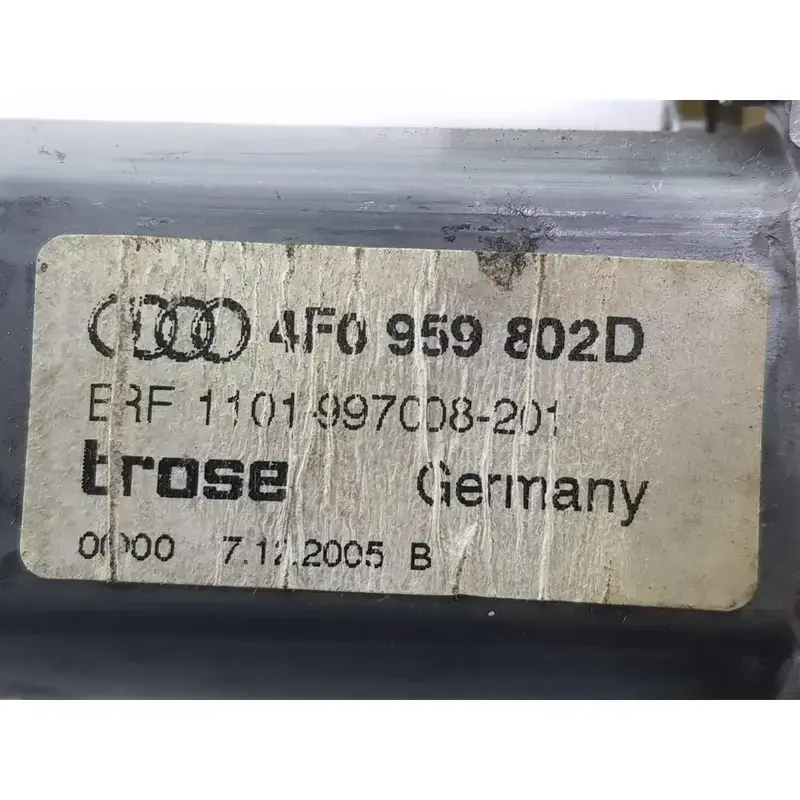 4F0 959 802D
BRF 1101 997008-201
brose Germany
0000 7.12.2005 B